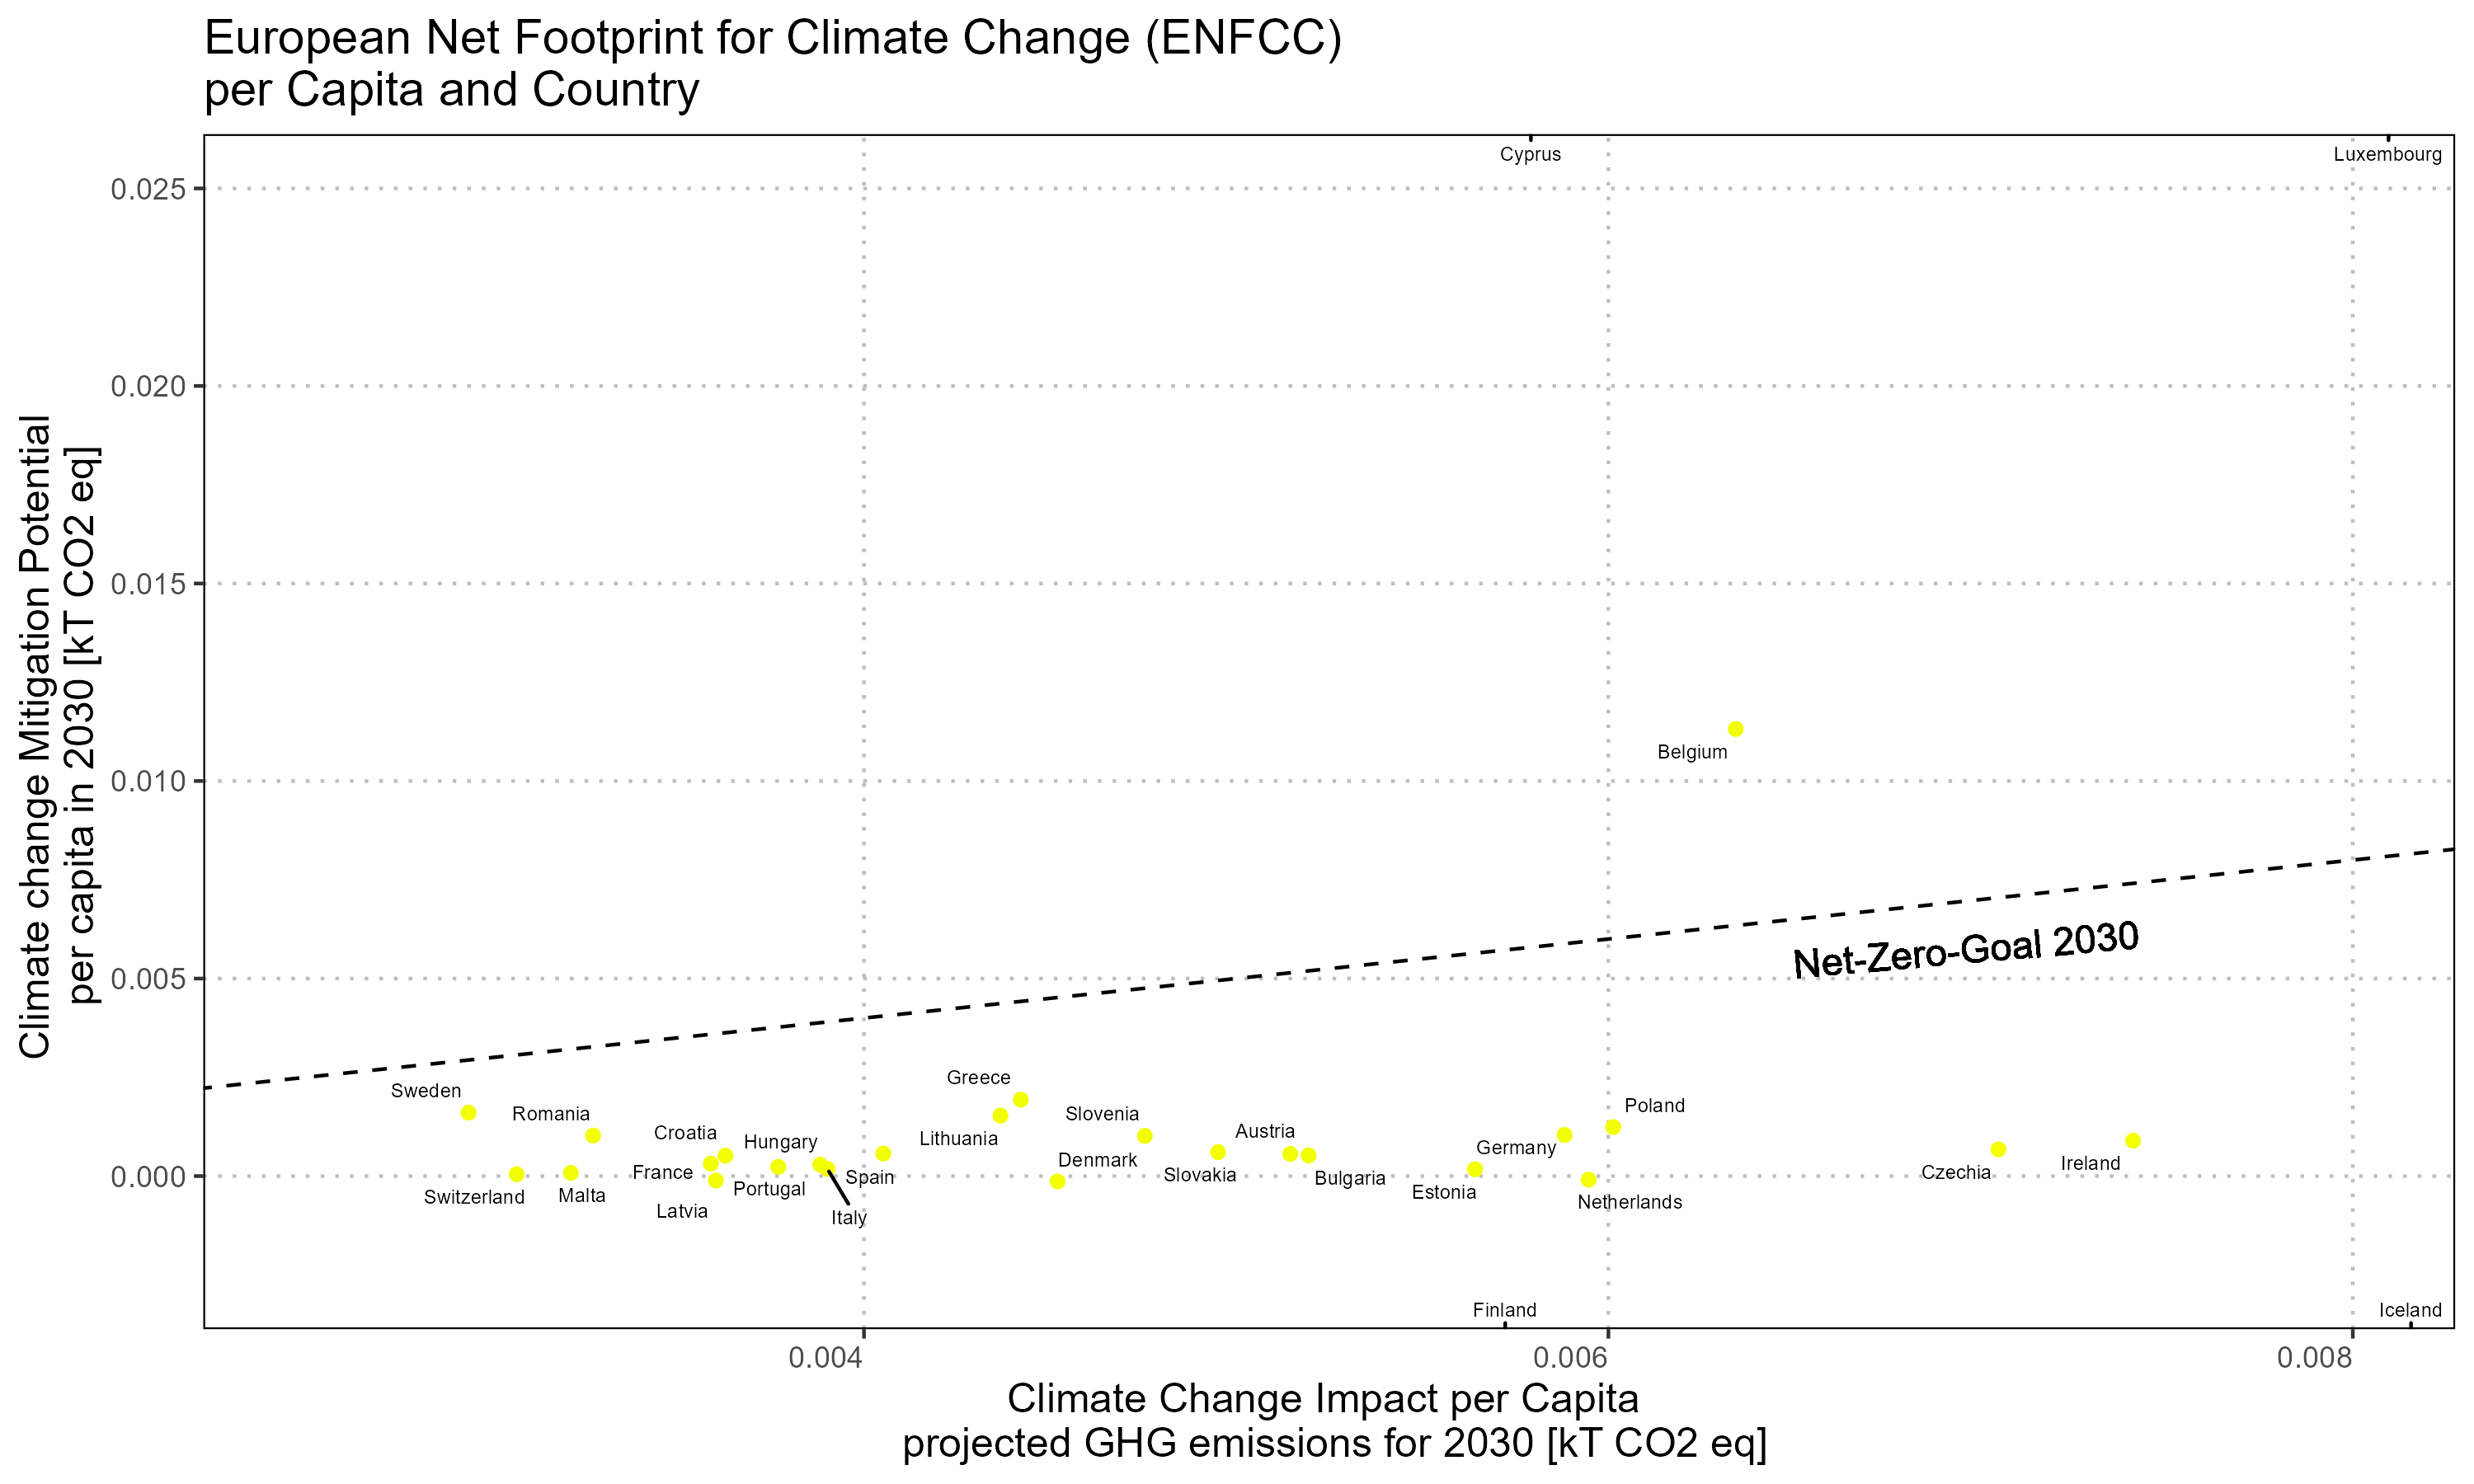 European Net Footprint for Climate Change (ENFCC)
per Capita and Country
Cyprus
Luxembourg
0.025
0.020
0.015
0.010
0.005
0.000
Climate change Mitigation Potential
per capita in 2030 [kT CO2 eq]
Belgium
Net-Zero-Goal 2030
Sweden
Greece
Romania
Slovenia
Poland
Croatia
Hungary
Lithuania
Austria
Germany
France
Denmark
Ireland
Switzerland
Malta
Portugal
Spain
Slovakia
Bulgaria
Estonia
Czechia
Latvia
Italy
Netherlands
Finland
Iceland
0.004
0.006
0.008
Climate Change Impact per Capita
projected GHG emissions for 2030 [kT CO2 eq]